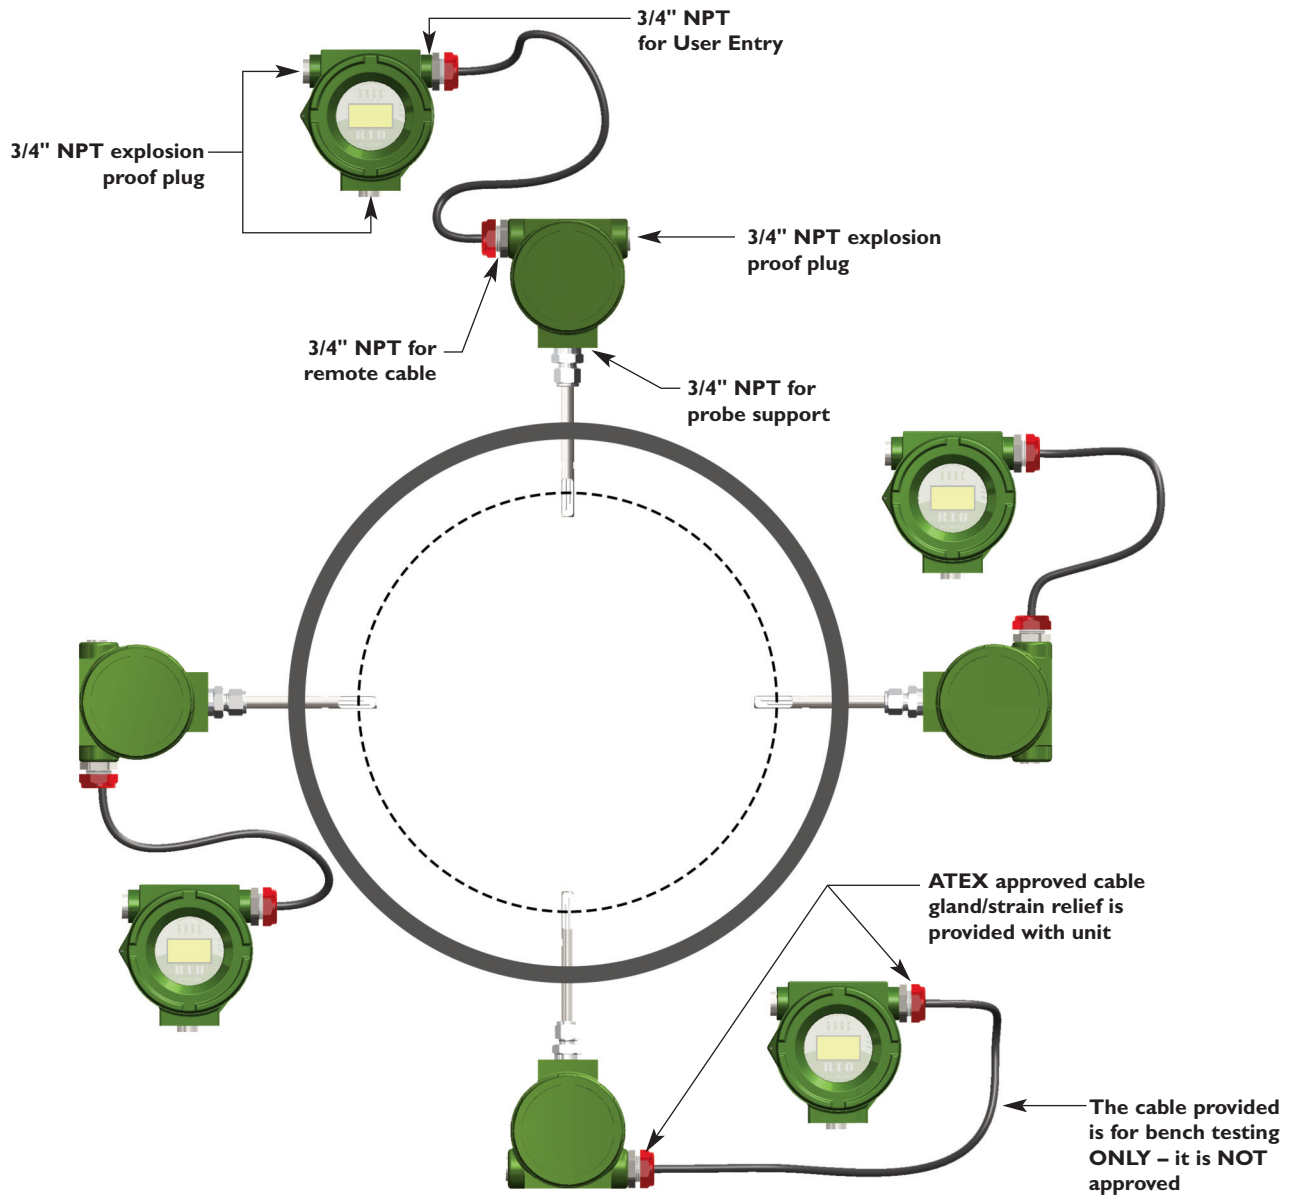 3/4" NPT
for User Entry
3/4" NPT explosion
proof plug
3/4" NPT explosion
proof plug
3/4" NPT for
remote cable
3/4" NPT for
probe support
ATEX approved cable
gland/strain relief is
provided with unit
The cable provided
is for bench testing
ONLY – it is NOT
approved